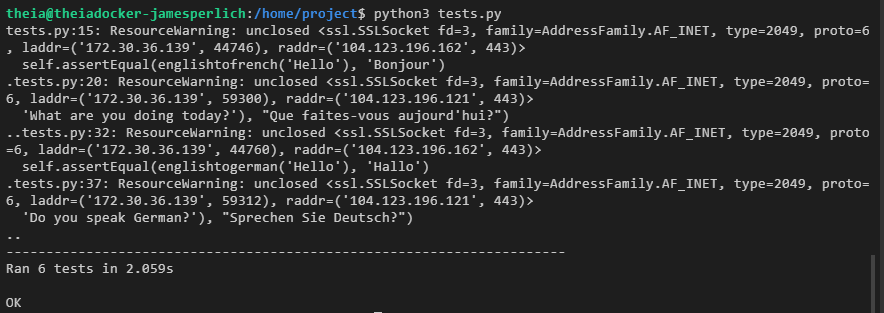 theia@theiadocker-jamesperlich:/home/project$ python3 tests.py
tests.py:15: ResourceWarning: unclosed <ssl.SSLSocket fd=3, family=AddressFamily.AF_INET, type=2049, proto=6
, laddr=('172.30.36.139', 44746), raddr=('104.123.196.162', 443)>
  self.assertEqual(englishtofrench('Hello'), 'Bonjour')
.tests.py:20: ResourceWarning: unclosed <ssl.SSLSocket fd=3, family=AddressFamily.AF_INET, type=2049, proto=
6, laddr=('172.30.36.139', 59300), raddr=('104.123.196.121', 443)>
  'What are you doing today?'), "Que faites-vous aujourd'hui?")
..tests.py:32: ResourceWarning: unclosed <ssl.SSLSocket fd=3, family=AddressFamily.AF_INET, type=2049, proto
=6, laddr=('172.30.36.139', 44760), raddr=('104.123.196.162', 443)>
  self.assertEqual(englishtogerman('Hello'), 'Hallo')
.tests.py:37: ResourceWarning: unclosed <ssl.SSLSocket fd=3, family=AddressFamily.AF_INET, type=2049, proto=
6, laddr=('172.30.36.139', 59312), raddr=('104.123.196.121', 443)>
  'Do you speak German?'), "Sprechen Sie Deutsch?")
..
----------------------------------------------------------------------
Ran 6 tests in 2.059s
OK